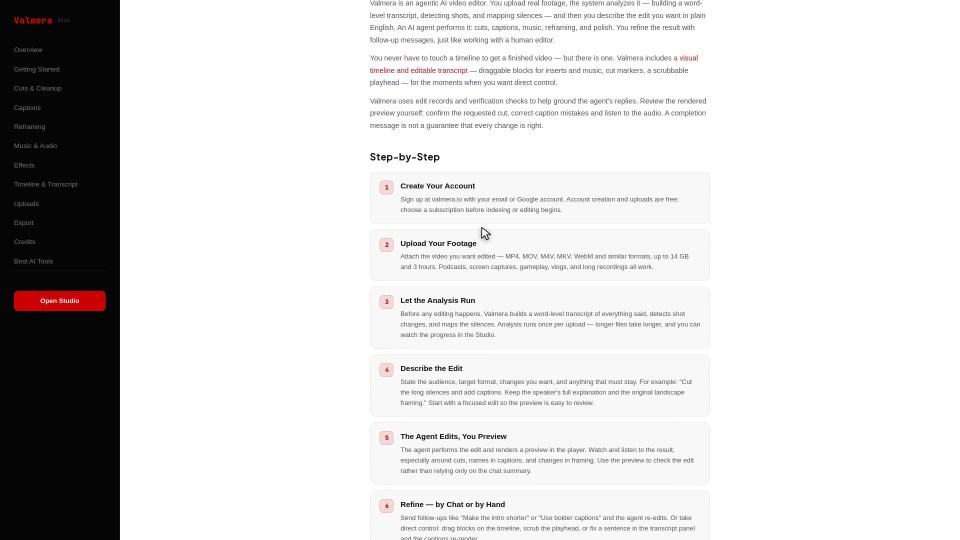 Valmera Docs
Overview
Getting Started
Cuts & Cleanup
Captions
Reframing
Music & Audio
Effects
Timeline & Transcript
Uploads
Export
Credits
Best AI Tools
Open Studio
Valmera is an agentic AI video editor. You upload real footage, the system analyzes it — building a word-
level transcript, detecting shots, and mapping silences — and then you describe the edit you want in plain
English. An AI agent performs it: cuts, captions, music, reframing, and polish. You refine the result with
follow-up messages, just like working with a human editor.
You never have to touch a timeline to get a finished video — but there is one. Valmera includes a visual
timeline and editable transcript — draggable blocks for inserts and music, cut markers, a scrubbable
playhead — for the moments when you want direct control.
Valmera uses edit records and verification checks to help ground the agent's replies. Review the rendered
preview yourself: confirm the requested cut, correct caption mistakes and listen to the audio. A completion
message is not a guarantee that every change is right.
Step-by-Step
1 Create Your Account
Sign up at valmera.io with your email or Google account. Account creation and uploads are free;
choose a subscription before indexing or editing begins.
2 Upload Your Footage
Attach the video you want edited — MP4, MOV, M4V, MKV, WebM and similar formats, up to 14 GB
and 3 hours. Podcasts, screen captures, gameplay, vlogs, and long recordings all work.
3 Let the Analysis Run
Before any editing happens, Valmera builds a word-level transcript of everything said, detects shot
changes, and maps the silences. Analysis runs once per upload — longer files take longer, and you can
watch the progress in the Studio.
4 Describe the Edit
State the audience, target format, changes you want, and anything that must stay. For example: "Cut
the long silences and add captions. Keep the speaker's full explanation and the original landscape
framing." Start with a focused edit so the preview is easy to review.
5 The Agent Edits, You Preview
The agent performs the edit and renders a preview in the player. Watch and listen to the result,
especially around cuts, names in captions, and changes in framing. Use the preview to check the edit
rather than relying only on the chat summary.
6 Refine — by Chat or by Hand
Send follow-ups like "Make the intro shorter" or "Use bolder captions" and the agent re-edits. Or take
direct control: drag blocks on the timeline, scrub the playhead, or fix a sentence in the transcript panel
and the captions re-render.